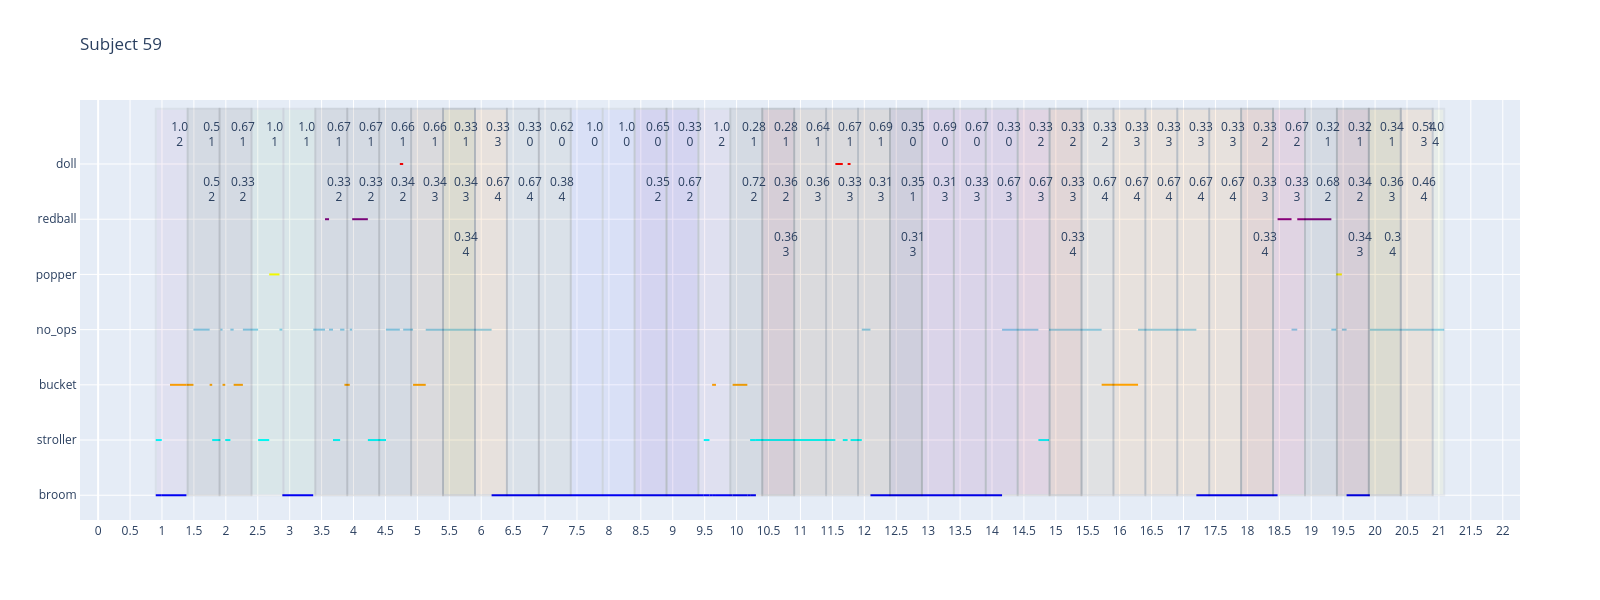 Subject 59
1.0 0.5 0.67 1.0 1.0 0.67 0.67 0.66 0.66 0.33 0.33 0.33 0.62 1.0 1.0 0.65 0.33 1.0 0.28 0.28 0.64 0.67 0.69 0.35 0.69 0.67 0.33 0.33 0.33 0.33 0.33 0.33 0.33 0.33 0.33 0.67 0.32 0.32 0.34 0.54 1.0
2 1 1 1 1 1 1 1 1 1 3 0 0 0 0 0 0 2 1 1 1 1 1 0 0 0 0 2 2 2 3 3 3 3 2 2 1 1 1 3 4
doll
0.5 0.33 0.33 0.33 0.34 0.34 0.34 0.67 0.67 0.38 0.35 0.67 0.72 0.36 0.36 0.33 0.31 0.35 0.31 0.33 0.67 0.67 0.33 0.67 0.67 0.67 0.67 0.67 0.33 0.33 0.68 0.34 0.36 0.46
2 2 2 2 2 3 3 4 4 4 2 2 2 2 3 3 3 1 3 3 3 3 3 4 4 4 4 4 3 3 2 2 3 4
redball
0.34 0.36 0.31 0.33 0.33 0.34 0.3
4 3 3 4 4 3 4
popper
no_ops
bucket
stroller
broom
0 0.5 1 1.5 2 2.5 3 3.5 4 4.5 5 5.5 6 6.5 7 7.5 8 8.5 9 9.5 10 10.5 11 11.5 12 12.5 13 13.5 14 14.5 15 15.5 16 16.5 17 17.5 18 18.5 19 19.5 20 20.5 21 21.5 22